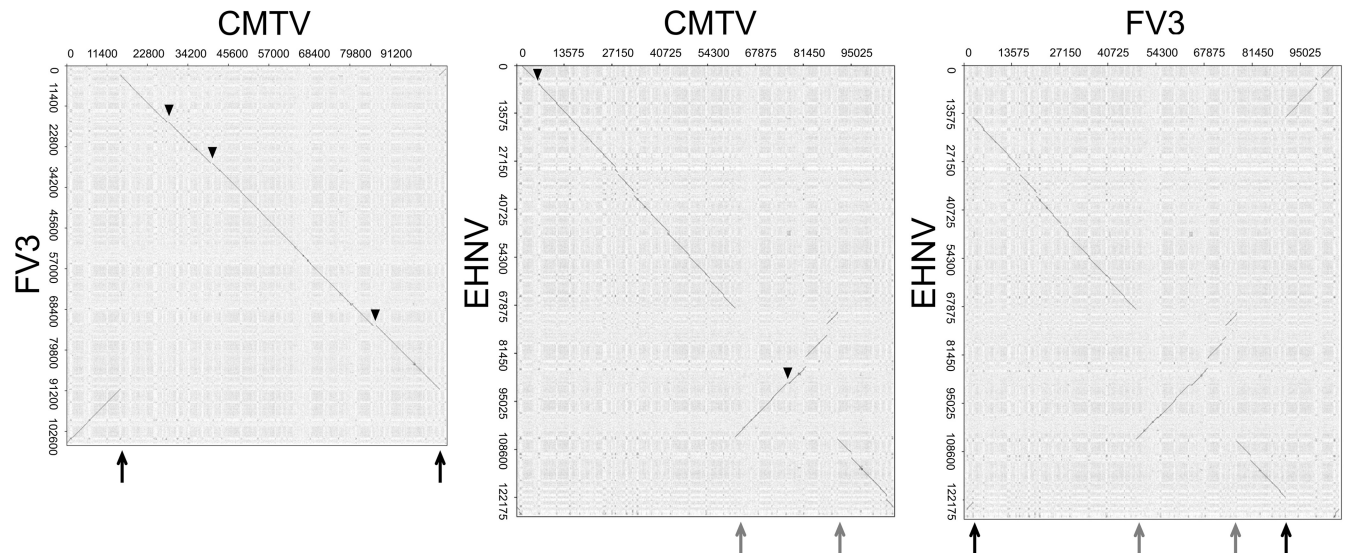 CMTV
0 11400 22800 34200 45600 57000 68400 79800 91200
FV3
0 11400 22800 34200 45600 57000 68400 79800 91200 102600
CMTV
0 13575 27150 40725 54300 67875 81450 95025
EHNV
0 13575 27150 40725 54300 67875 81450 95025 108600 122175
FV3
0 13575 27150 40725 54300 67875 81450 95025
EHNV
0 13575 27150 40725 54300 67875 81450 95025 108600 122175